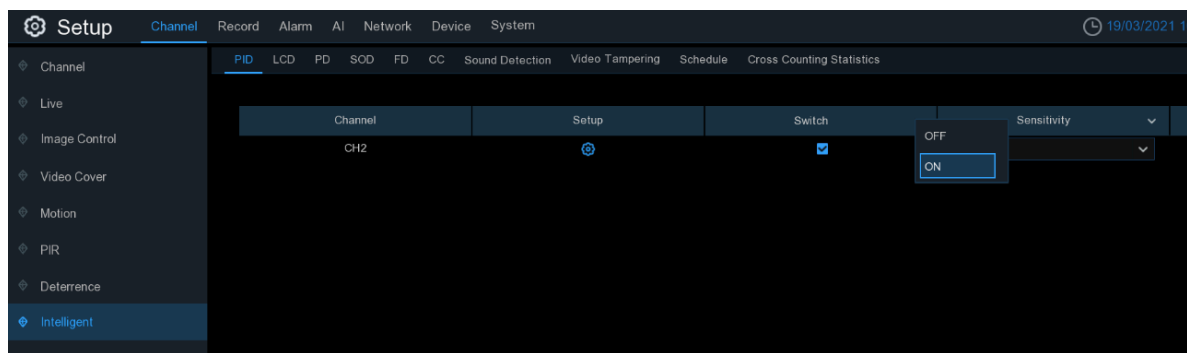 Setup Channel Record Alarm AI Network Device System 19/03/2021 1
Channel PID LCD PD SOD FD CC Sound Detection Video Tampering Schedule Cross Counting Statistics
Live
Channel Setup Switch Sensitivity
OFF
Image Control
CH2
ON
Video Cover
Motion
PIR
Deterrence
Intelligent